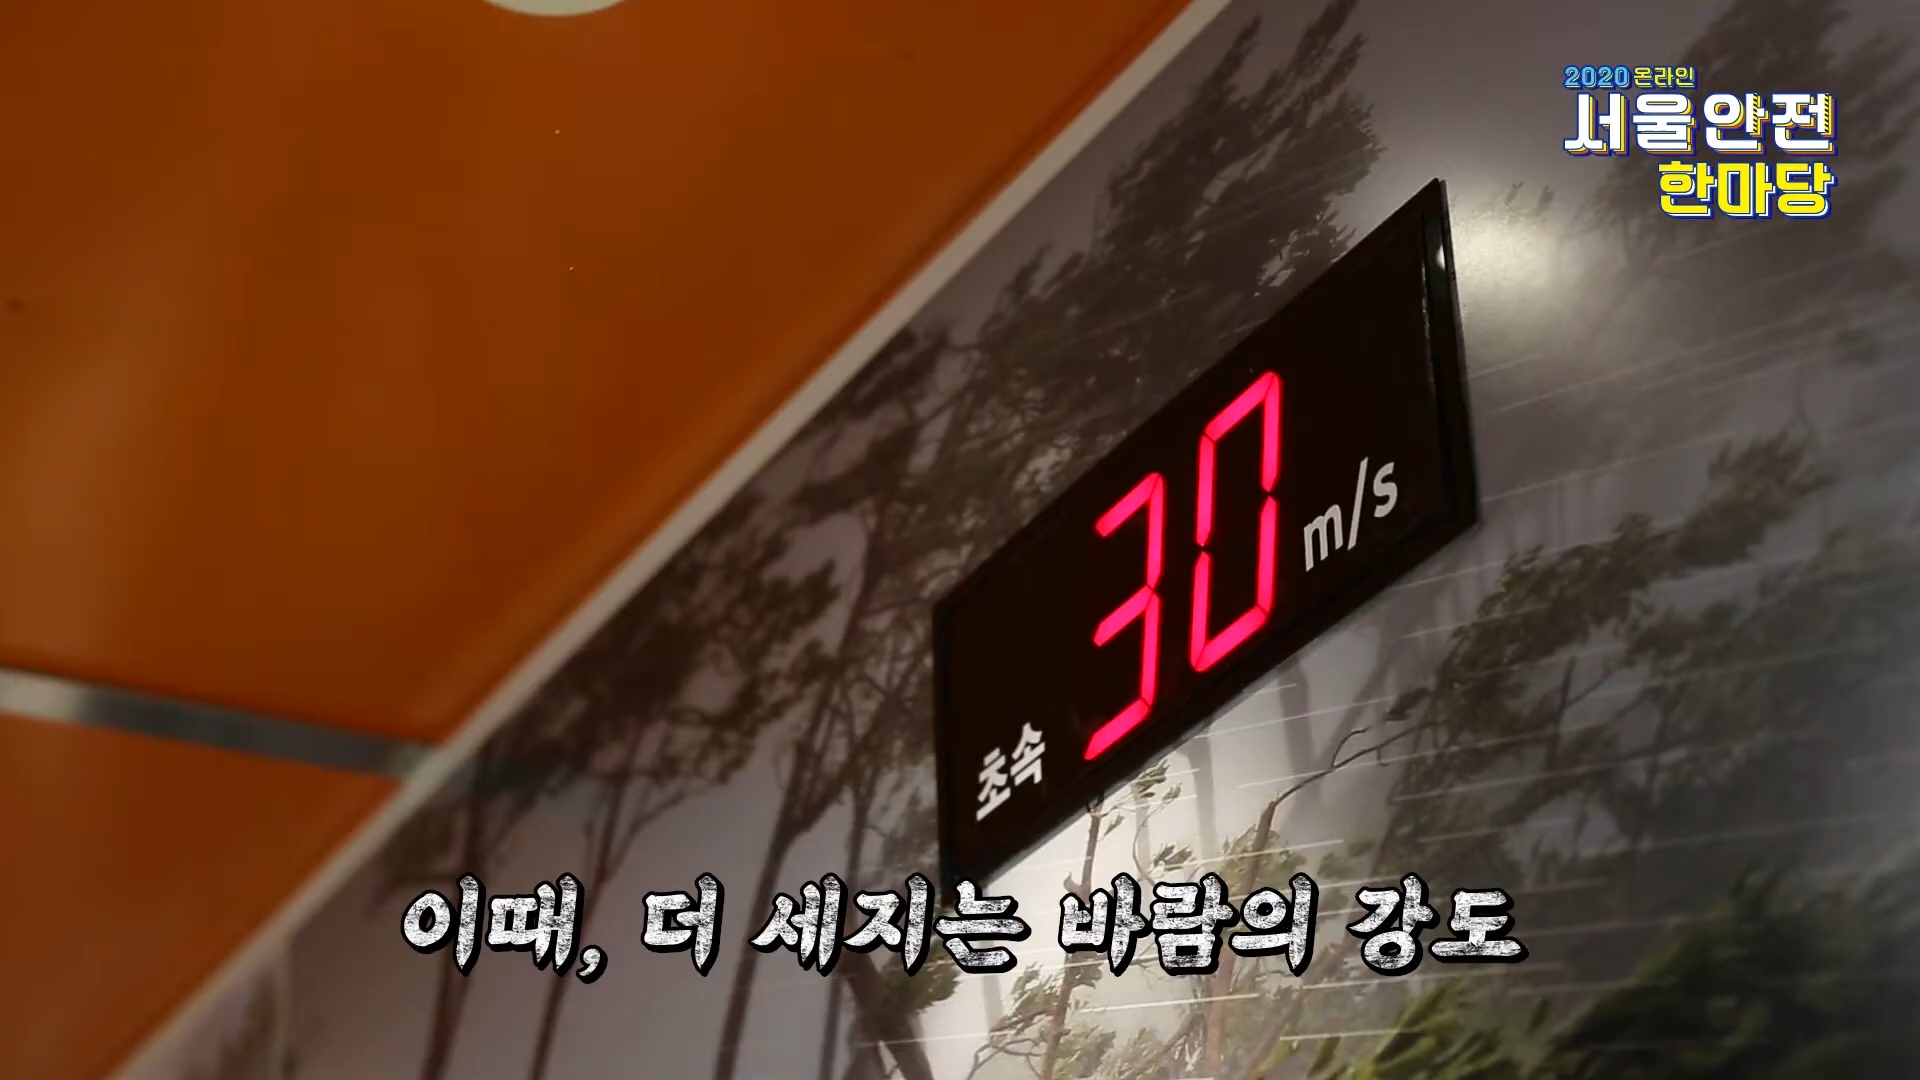 2020 온라인
서울안전
한마당
초속 30 m/s
이때, 더 세지는 바람의 강도